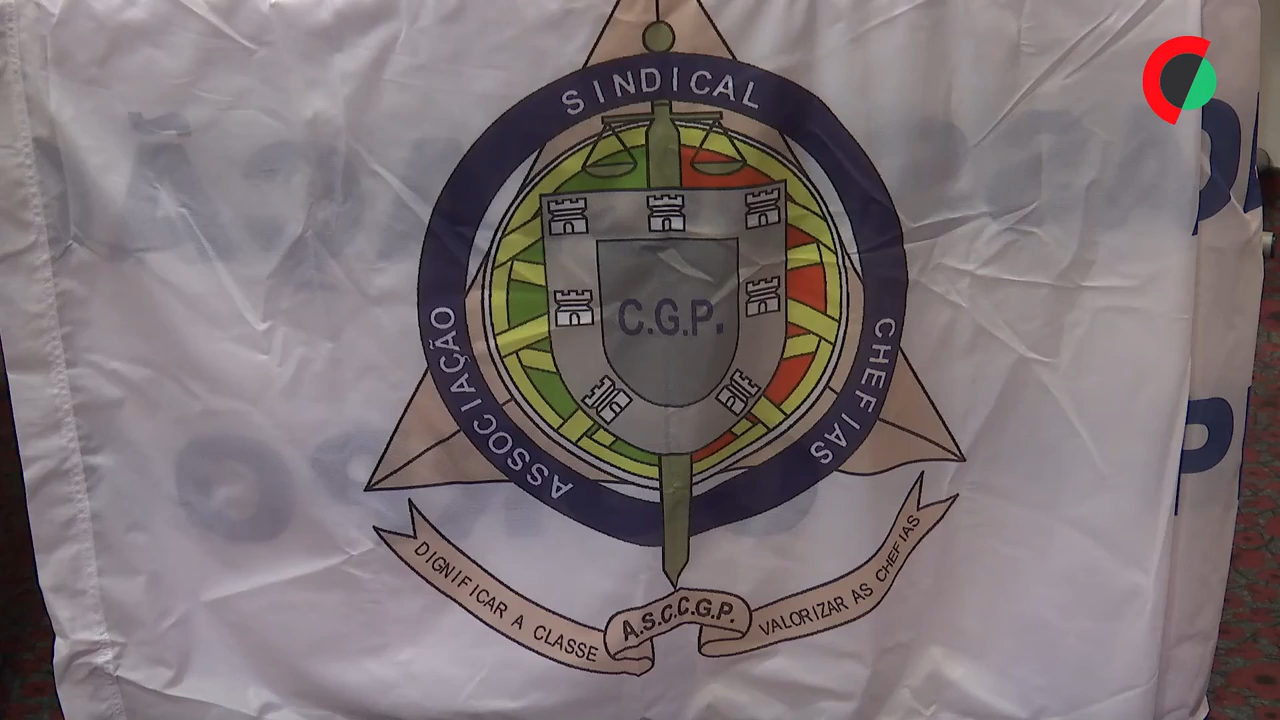 ASSOCIAÇÃO
SINDICAL
CHEFIAS
C.G.P.
DIGNIFICAR A CLASSE
A.S.C.C.G.P.
VALORIZAR AS CHEFIAS
P